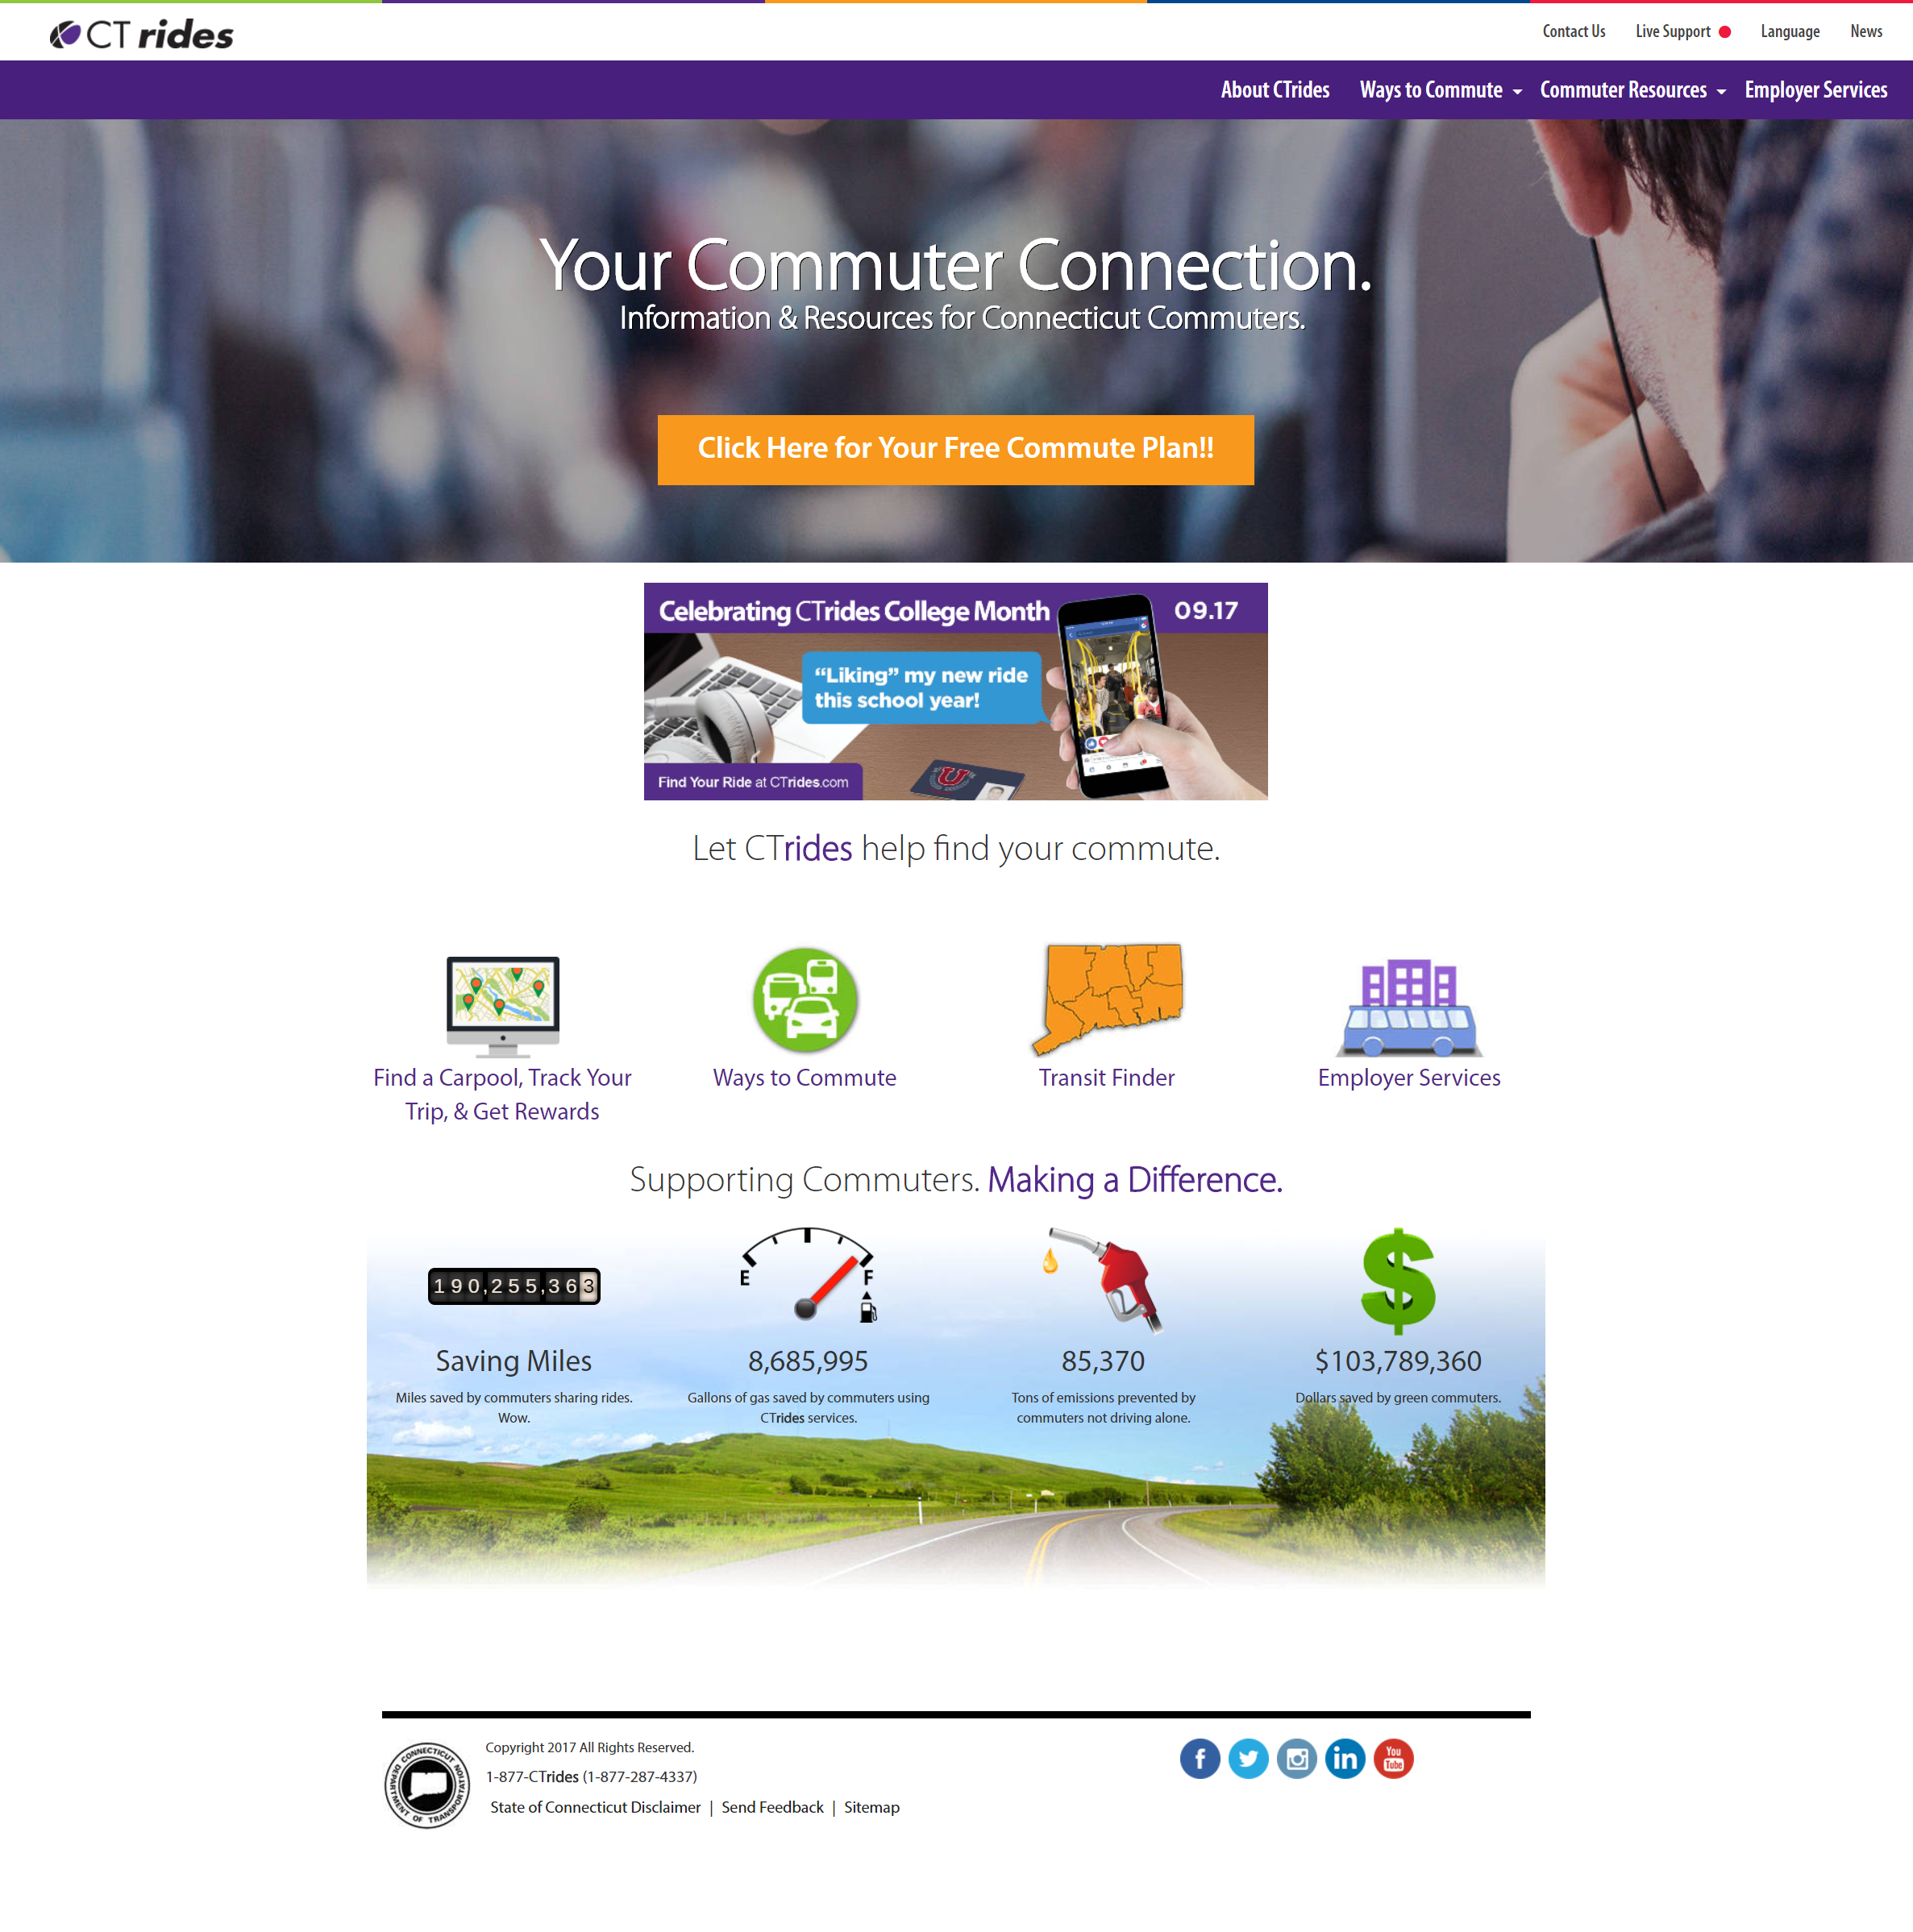 CT rides
Contact Us
Live Support
Language
News
About CTrides
Ways to Commute
Commuter Resources
Employer Services
Your Commuter Connection.
Information & Resources for Connecticut Commuters.
Click Here for Your Free Commute Plan!!
Celebrating CTrides College Month
09.17
“Liking” my new ride
this school year!
Find Your Ride at CTrides.com
Let CTrides help find your commute.
Find a Carpool, Track Your
Trip, & Get Rewards
Ways to Commute
Transit Finder
Employer Services
Supporting Commuters. Making a Difference.
190,255,363
Saving Miles
Miles saved by commuters sharing rides.
Wow.
E
F
8,685,995
Gallons of gas saved by commuters using
CTrides services.
85,370
Tons of emissions prevented by
commuters not driving alone.
$
$103,789,360
Dollars saved by green commuters.
CONNECTICUT
DEPARTMENT OF TRANSPORTATION
Copyright 2017 All Rights Reserved.
1-877-CTrides (1-877-287-4337)
State of Connecticut Disclaimer | Send Feedback | Sitemap
f
in
You
Tube